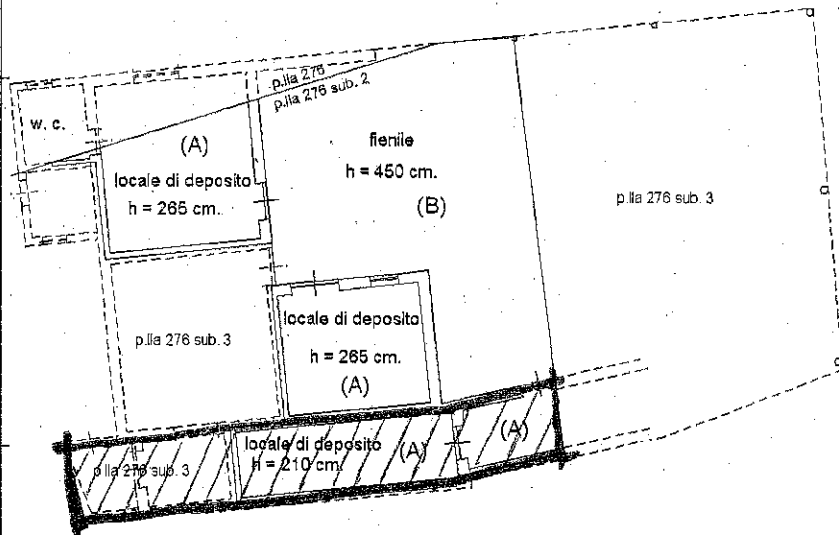 p.lla 276
p.lla 276 sub. 2
w. c.
(A)
locale di deposito
h = 265 cm.
fienile
h = 450 cm.
(B)
p.lla 276 sub. 3
p.lla 276 sub. 3
locale di deposito
h = 265 cm.
(A)
p.lla 276 sub. 3
locale di deposito
h = 210 cm.
(A)
(A)